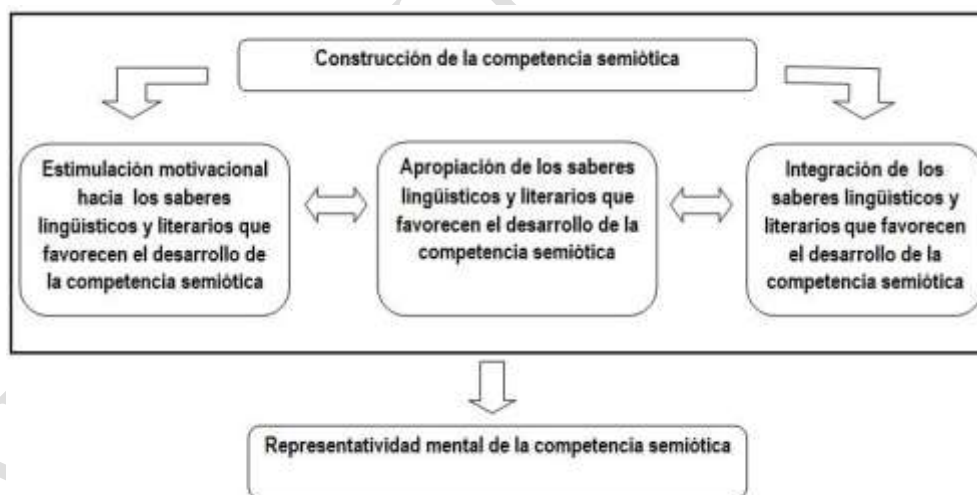 Construcción de la competencia semiótica
Estimulación motivacional
hacia los saberes
lingüísticos y literarios que
favorecen el desarrollo de
la competencia semiótica
Apropiación de los saberes
lingüísticos y literarios que
favorecen el desarrollo de la
competencia semiótica
Integración de los
saberes lingüísticos y
literarios que favorecen
el desarrollo de la
competencia semiótica
Representatividad mental de la competencia semiótica